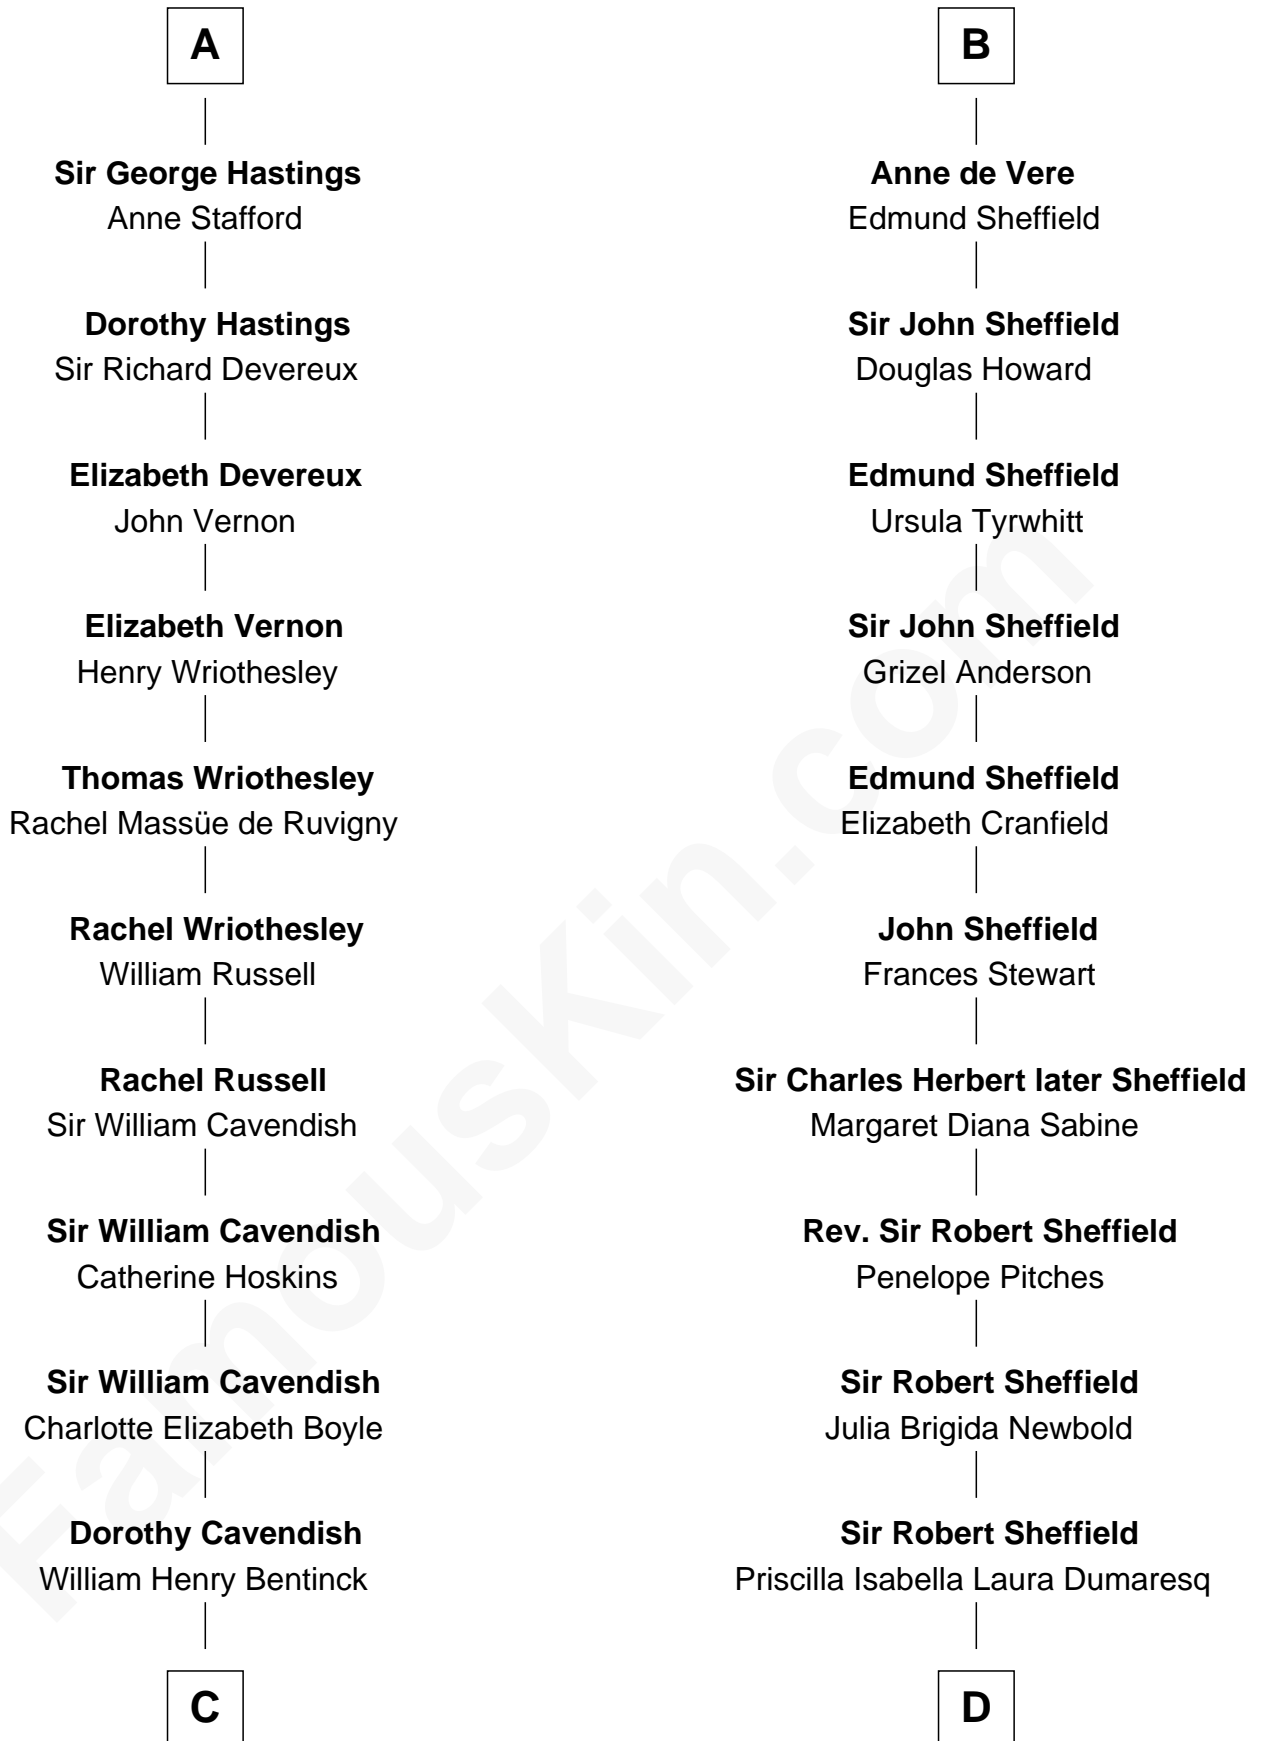 A
Sir George Hastings
Anne Stafford
Dorothy Hastings
Sir Richard Devereux
Elizabeth Devereux
John Vernon
Elizabeth Vernon
Henry Wriothesley
Thomas Wriothesley
Rachel Massüe de Ruvigny
Rachel Wriothesley
William Russell
Rachel Russell
Sir William Cavendish
Sir William Cavendish
Catherine Hoskins
Sir William Cavendish
Charlotte Elizabeth Boyle
Dorothy Cavendish
William Henry Bentinck
C
B
Anne de Vere
Edmund Sheffield
Sir John Sheffield
Douglas Howard
Edmund Sheffield
Ursula Tyrwhitt
Sir John Sheffield
Grizel Anderson
Edmund Sheffield
Elizabeth Cranfield
John Sheffield
Frances Stewart
Sir Charles Herbert later Sheffield
Margaret Diana Sabine
Rev. Sir Robert Sheffield
Penelope Pitches
Sir Robert Sheffield
Julia Brigida Newbold
Sir Robert Sheffield
Priscilla Isabella Laura Dumaresq
D
FamousKin.com